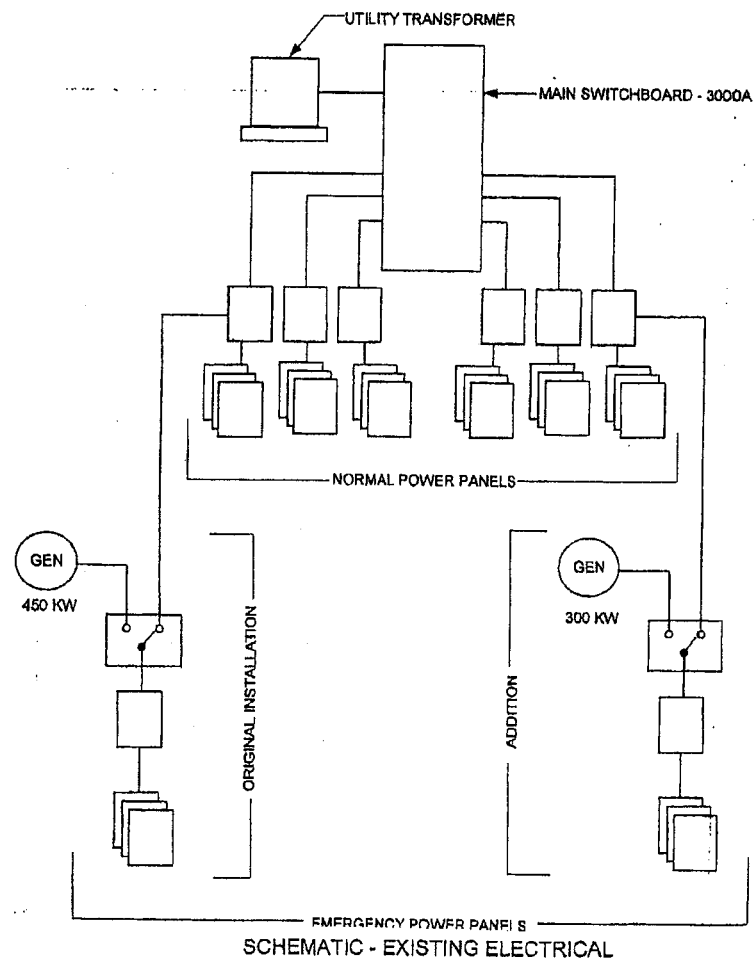 UTILITY TRANSFORMER
MAIN SWITCHBOARD - 3000A
NORMAL POWER PANELS
GEN
450 KW
ORIGINAL INSTALLATION
ADDITION
GEN
300 KW
EMERGENCY POWER PANELS
SCHEMATIC - EXISTING ELECTRICAL